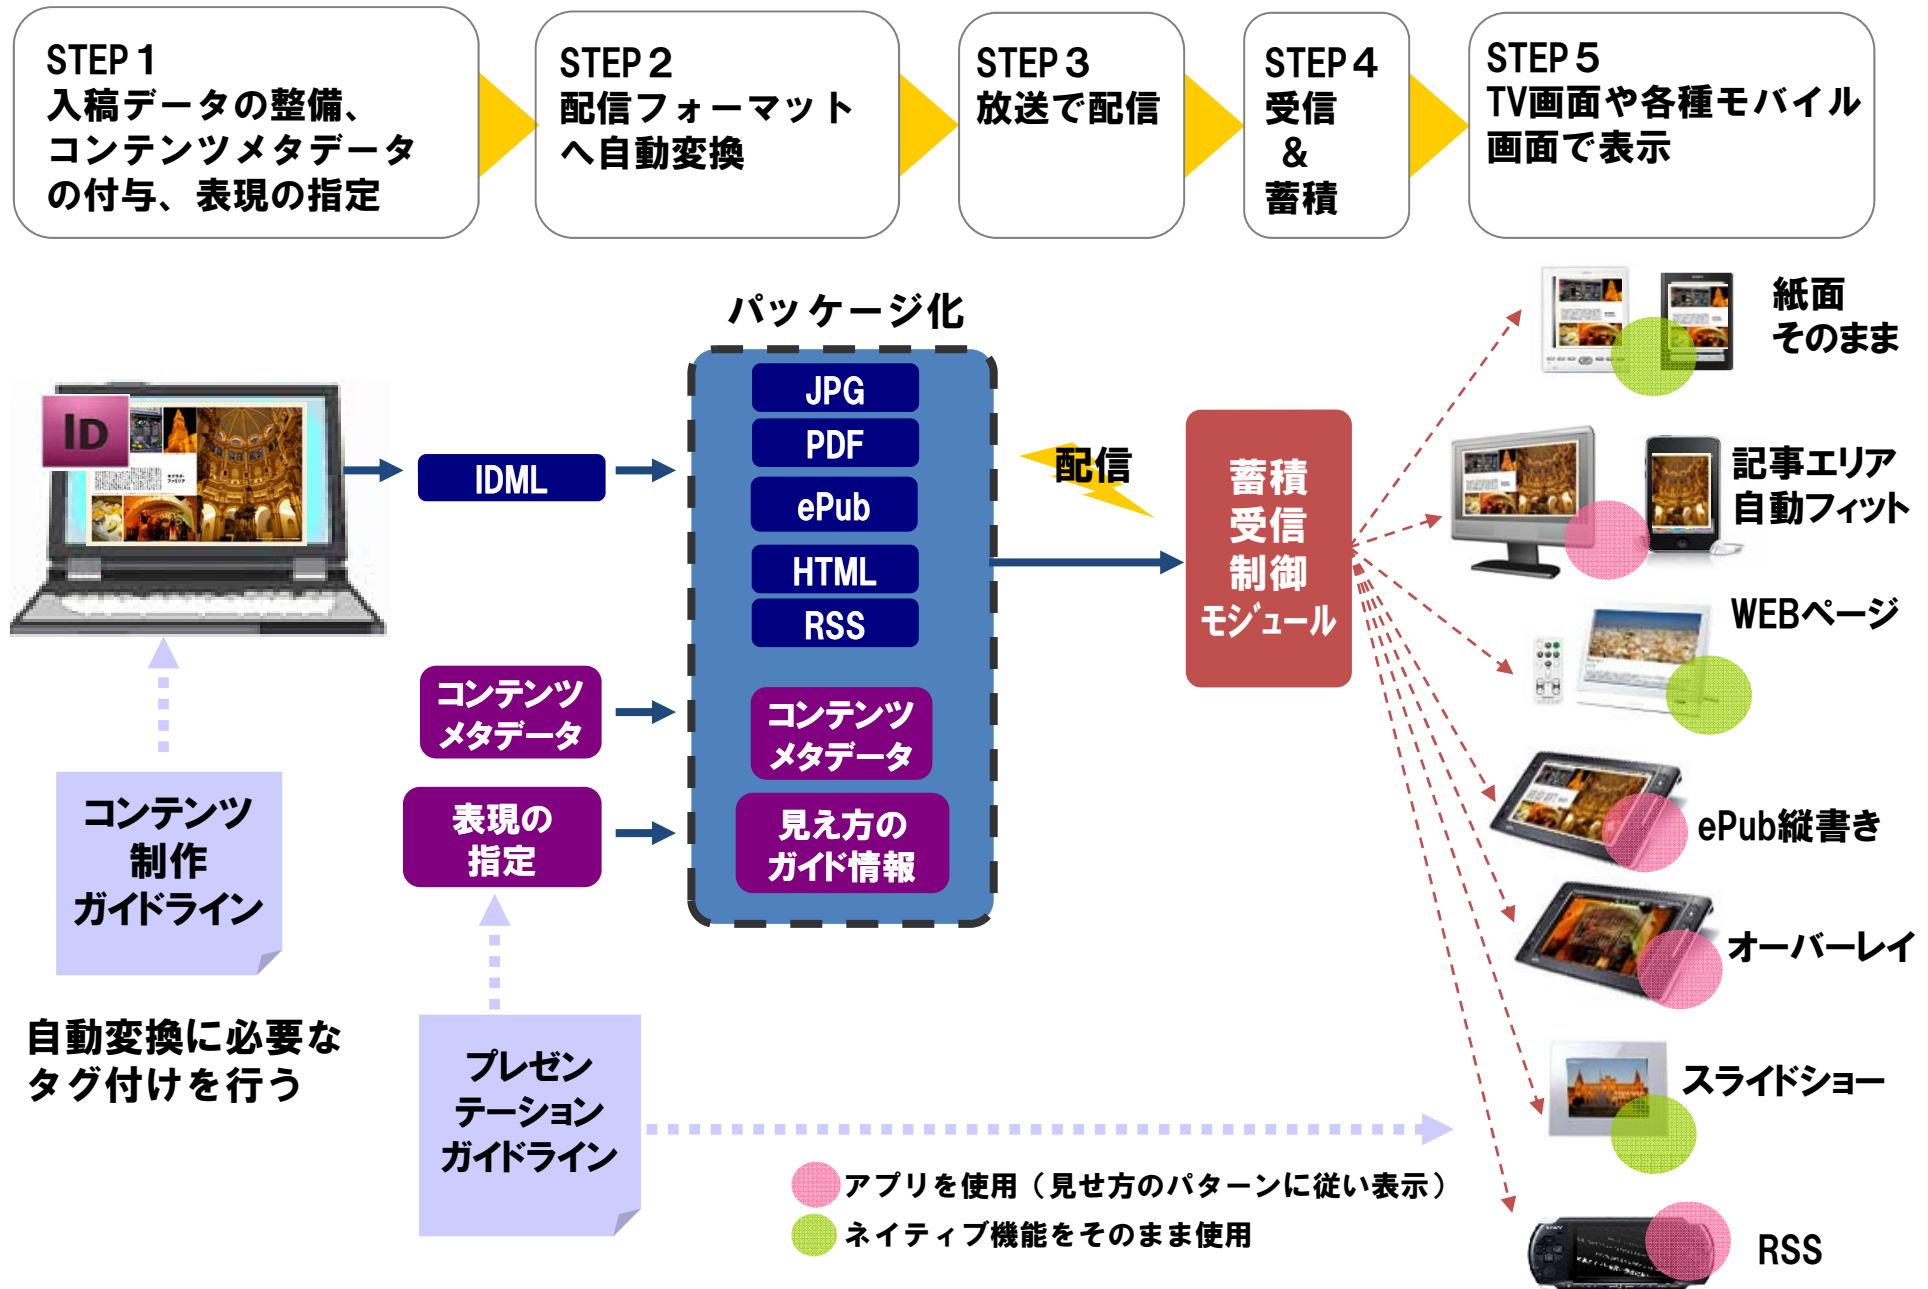 STEP 1
入稿データの整備、
コンテンツメタデータ
の付与、表現の指定
STEP 2
配信フォーマット
へ自動変換
STEP 3
放送で配信
STEP 4
受信
&
蓄積
STEP 5
TV画面や各種モバイル
画面で表示
パッケージ化
ID
IDML
JPG
PDF
ePub
HTML
RSS
コンテンツ
メタデータ
表現の
指定
コンテンツ
メタデータ
見え方の
ガイド情報
配信
蓄積
受信
制御
モジュール
紙面
そのまま
記事エリア
自動フィット
WEBページ
ePub縦書き
オーバーレイ
スライドショー
RSS
コンテンツ
制作
ガイドライン
自動変換に必要な
タグ付けを行う
プレゼン
テーション
ガイドライン
アプリを使用（見せ方のパターンに従い表示）
ネイティブ機能をそのまま使用